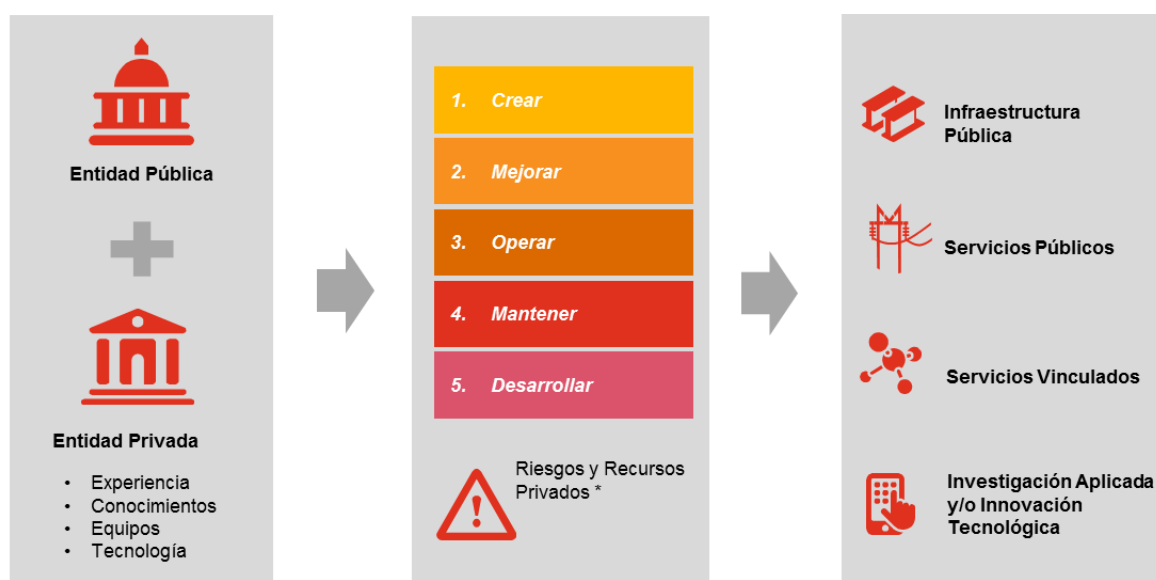 Entidad Pública
Entidad Privada
• Experiencia
• Conocimientos
• Equipos
• Tecnología
1. Crear
2. Mejorar
3. Operar
4. Mantener
5. Desarrollar
Riesgos y Recursos
Privados *
Infraestructura
Pública
Servicios Públicos
Servicios Vinculados
Investigación Aplicada
y/o Innovación
Tecnológica